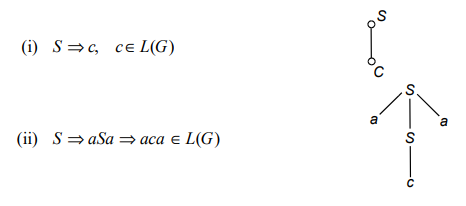 (i) S ⇒ c, c ∈ L(G)
S
C
(ii) S ⇒ aSa ⇒ aca ∈ L(G)
S
a a
S
c